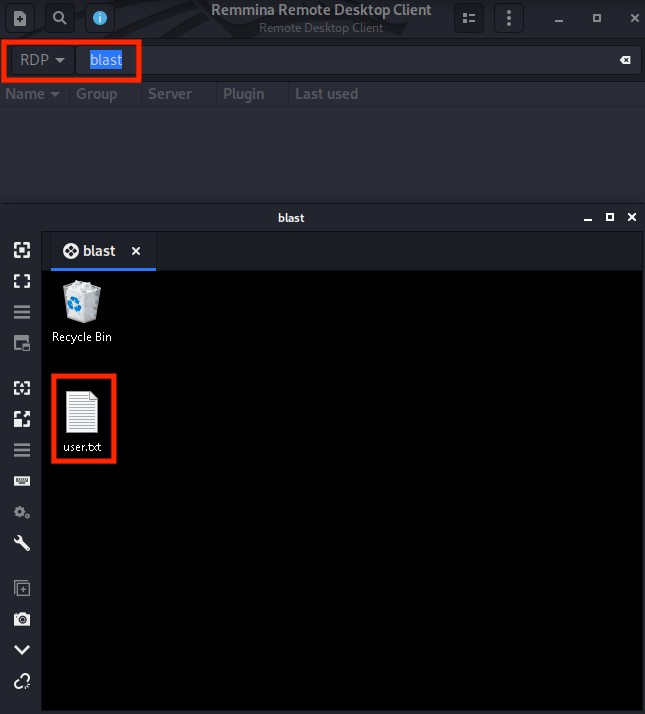 Remmina Remote Desktop Client
Remote Desktop Client
RDP blast
Name Group Server Plugin Last used
blast
blast
Recycle Bin
user.txt